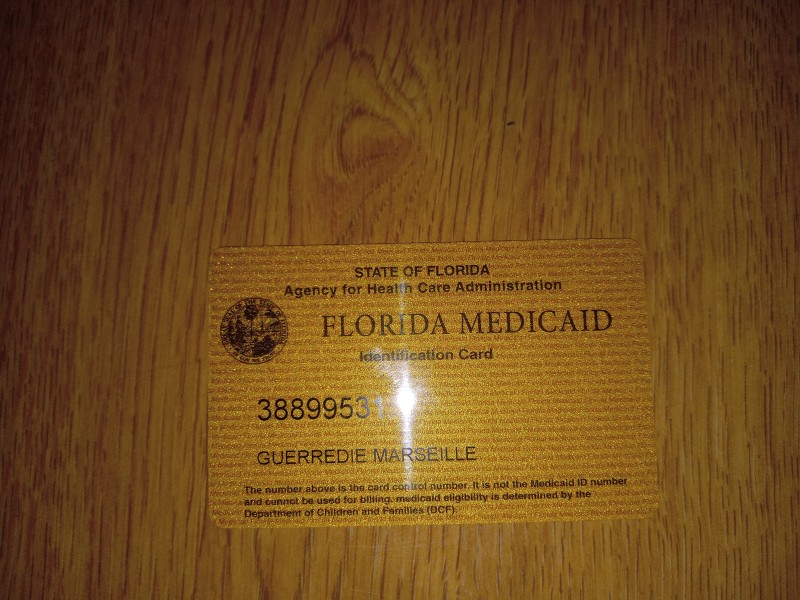 STATE OF FLORIDA
Agency for Health Care Administration
FLORIDA MEDICAID
Identification Card
GUERREDIE MARSEILLE
The number above is the card control number. It is not the Medicaid ID number
and cannot be used for billing. medicaid eligibility is determined by the
Department of Children and Families (DCF).